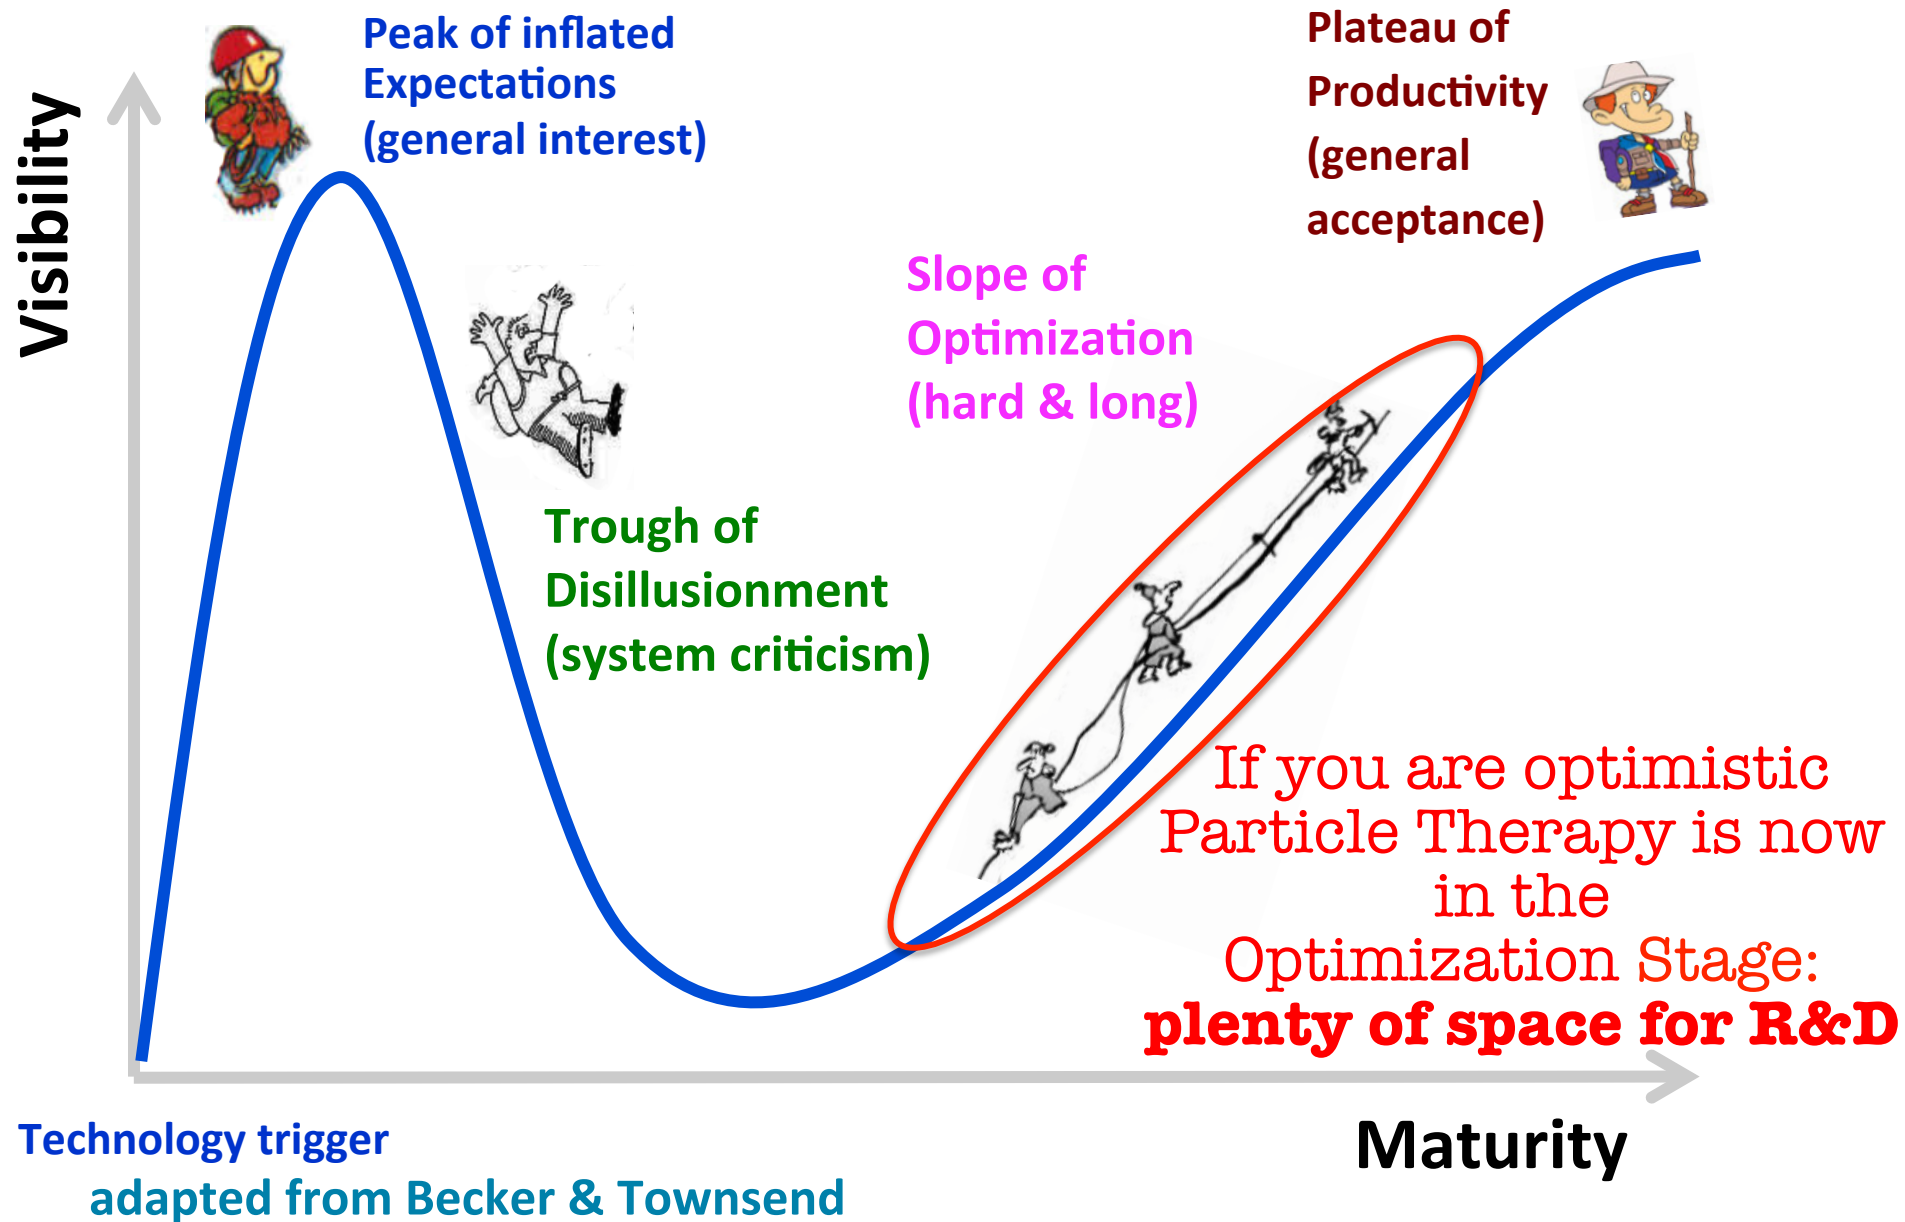 Visibility
Peak of inflated
Expectations
(general interest)
Plateau of
Productivity
(general
acceptance)
Slope of
Optimization
(hard & long)
Trough of
Disillusionment
(system criticism)
If you are optimistic
Particle Therapy is now
in the
Optimization Stage:
plenty of space for R&D
Technology trigger
Maturity
adapted from Becker & Townsend